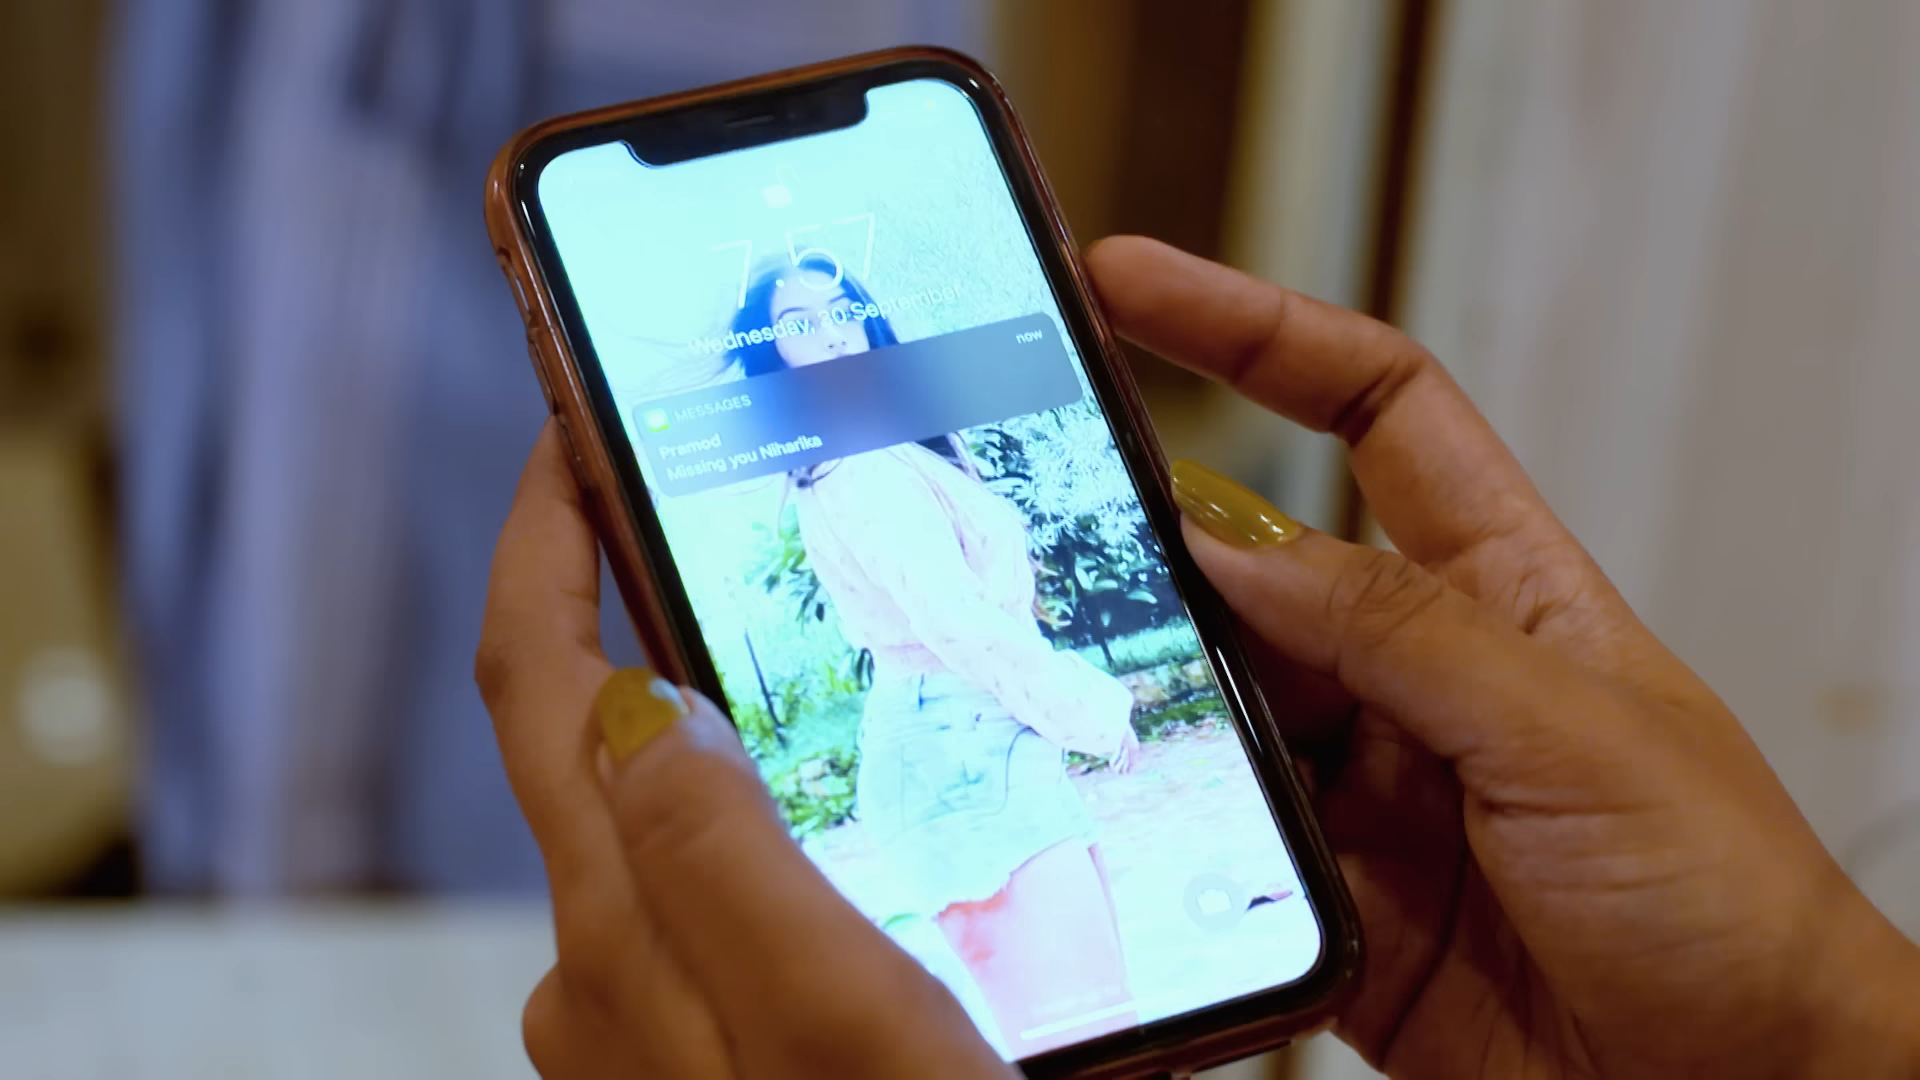 7:57
Wednesday, 30 September
MESSAGES
now
Pramod
Missing you Niharika